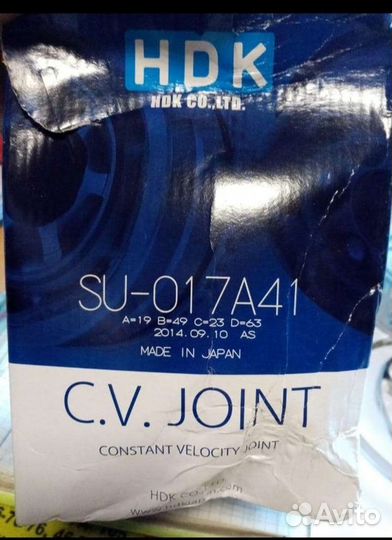 HDK
HDK CO.,LTD.
SU-017A41
A=19 B=49 C=23 D=63
2014.09.10 AS
MADE IN JAPAN
C.V. JOINT
CONSTANT VELOCITY JOINT
HDK
Avito